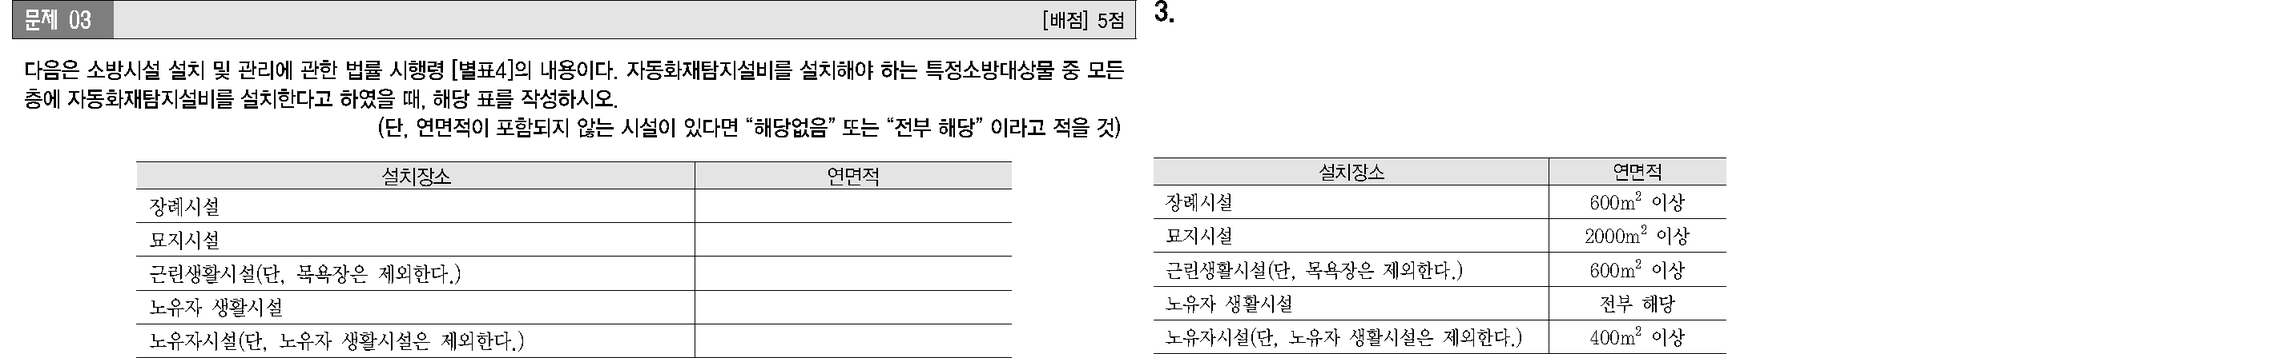 문제 03
[배점] 5점
다음은 소방시설 설치 및 관리에 관한 법률 시행령 [별표4]의 내용이다. 자동화재탐지설비를 설치해야 하는 특정소방대상물 중 모든
층에 자동화재탐지설비를 설치한다고 하였을 때, 해당 표를 작성하시오.
(단, 연면적이 포함되지 않는 시설이 있다면 “해당없음” 또는 “전부 해당” 이라고 적을 것)
설치장소 연면적
장례시설
묘지시설
근린생활시설(단, 목욕장은 제외한다.)
노유자 생활시설
노유자시설(단, 노유자 생활시설은 제외한다.)
3.
설치장소 연면적
장례시설 600m² 이상
묘지시설 2000m² 이상
근린생활시설(단, 목욕장은 제외한다.) 600m² 이상
노유자 생활시설 전부 해당
노유자시설(단, 노유자 생활시설은 제외한다.) 400m² 이상